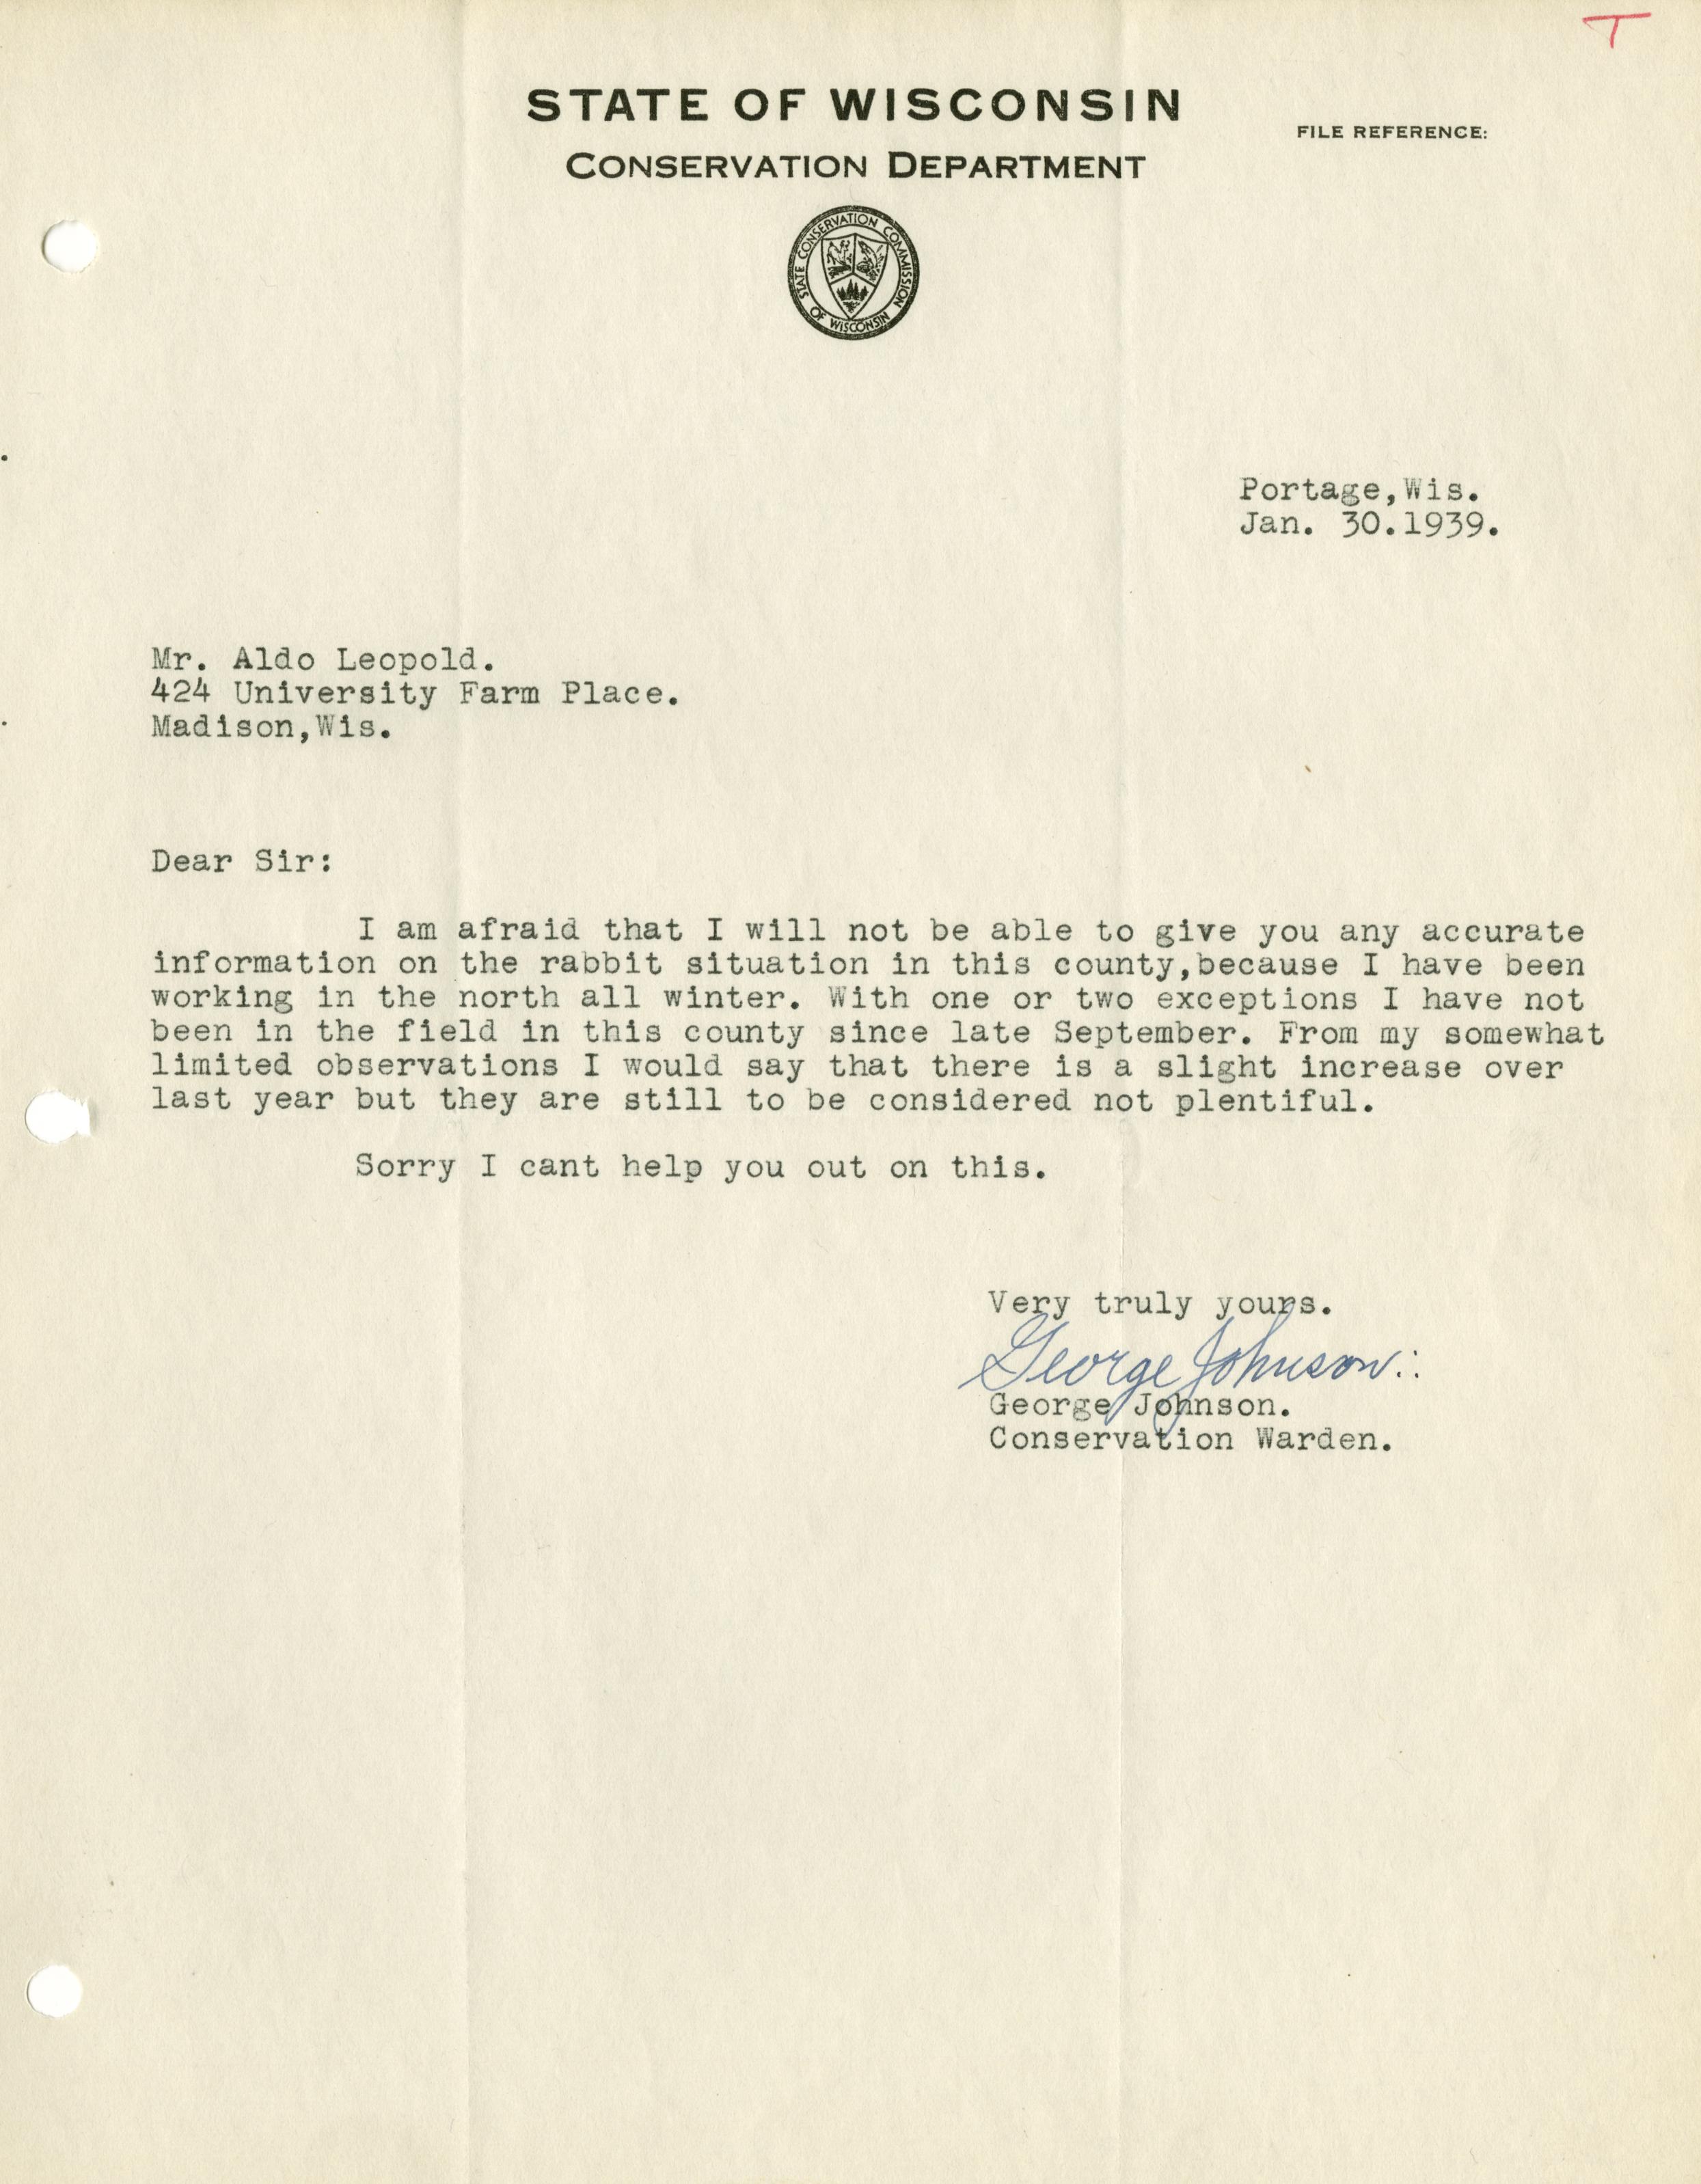 T
STATE OF WISCONSIN
CONSERVATION DEPARTMENT
FILE REFERENCE:
STATE CONSERVATION COMMISSION
OF WISCONSIN
Portage,Wis.
Jan. 30.1939.
Mr. Aldo Leopold.
424 University Farm Place.
Madison,Wis.
Dear Sir:
I am afraid that I will not be able to give you any accurate
information on the rabbit situation in this county,because I have been
working in the north all winter. With one or two exceptions I have not
been in the field in this county since late September. From my somewhat
limited observations I would say that there is a slight increase over
last year but they are still to be considered not plentiful.
Sorry I cant help you out on this.
Very truly yours.
George Johnson.:
George Johnson.
Conservation Warden.